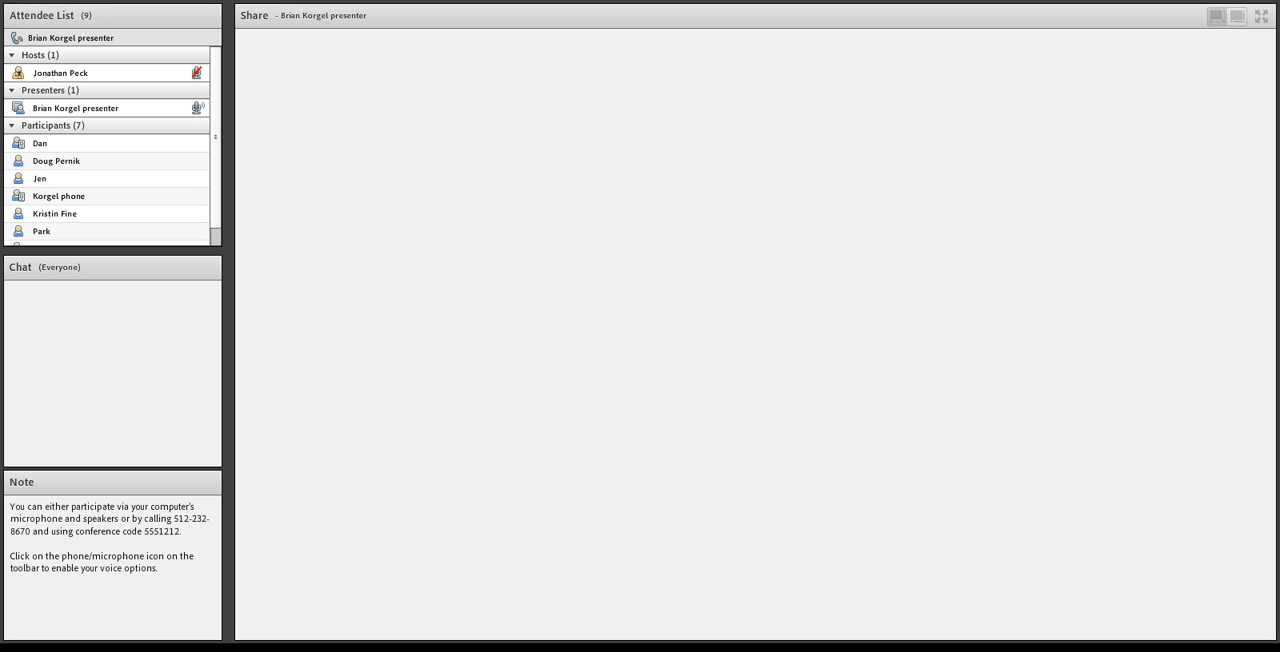 Attendee List (9)
Brian Korgel presenter
Hosts (1)
Jonathan Peck
Presenters (1)
Brian Korgel presenter
Participants (7)
Dan
Doug Pernik
Jen
Korgel phone
Kristin Fine
Park
Chat (Everyone)
Note
You can either participate via your computer's
microphone and speakers or by calling 512-232-
8670 and using conference code 5551212.
Click on the phone/microphone icon on the
toolbar to enable your voice options.
Share - Brian Korgel presenter